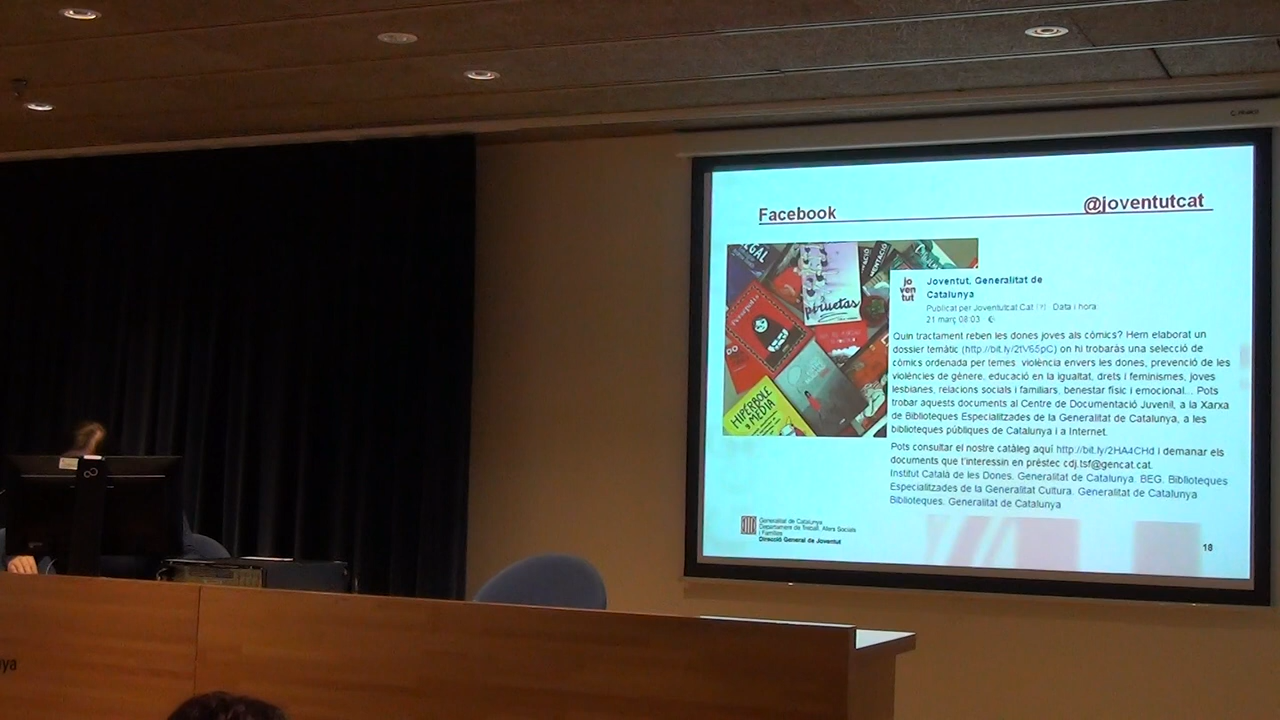 Facebook
@joventutcat
EGAL
piruetas
MENTACIÓ
Persépolis
DO
HIPÉRBOLE
Y MEDIA
jo
ven
tut
Joventut, Generalitat de
Catalunya
Publicat per Joventutcat Cat [?] Data i hora
21 març 08:03
Quin tractament reben les dones joves als còmics? Hem elaborat un
dossier temàtic (http://bit.ly/2tV65pC) on hi trobaràs una selecció de
còmics ordenada per temes: violència envers les dones, prevenció de les
violències de gènere, educació en la igualtat, drets i feminismes, joves
lesbianes, relacions socials i familiars, benestar físic i emocional... Pots
trobar aquests documents al Centre de Documentació Juvenil, a la Xarxa
de Biblioteques Especialitzades de la Generalitat de Catalunya, a les
biblioteques públiques de Catalunya i a Internet.
Pots consultar el nostre catàleg aquí http://bit.ly/2HA4CHd i demanar els
documents que t'interessin en préstec cdj.tsf@gencat.cat.
Institut Català de les Dones. Generalitat de Catalunya. BEG. Biblioteques
Especialitzades de la Generalitat Cultura. Generalitat de Catalunya
Biblioteques. Generalitat de Catalunya
Generalitat de Catalunya
Departament de Treball, Afers Socials
i Famílies
Direcció General de Joventut
18
nya